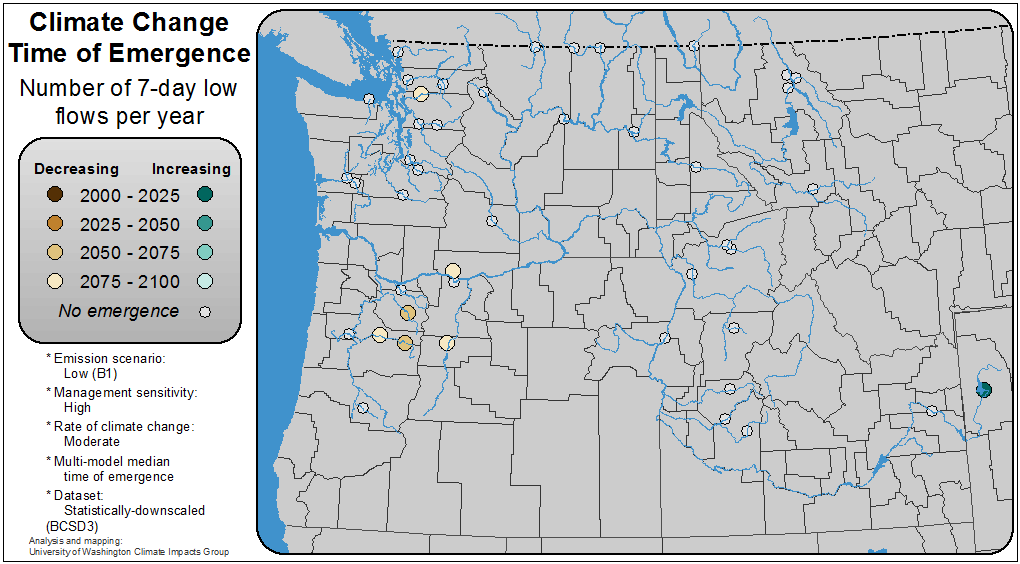 Climate Change
Time of Emergence
Number of 7-day low
flows per year
Decreasing Increasing
2000 - 2025
2025 - 2050
2050 - 2075
2075 - 2100
No emergence
* Emission scenario:
Low (B1)
* Management sensitivity:
High
* Rate of climate change:
Moderate
* Multi-model median
time of emergence
* Dataset:
Statistically-downscaled
(BCSD3)
Analysis and mapping:
University of Washington Climate Impacts Group